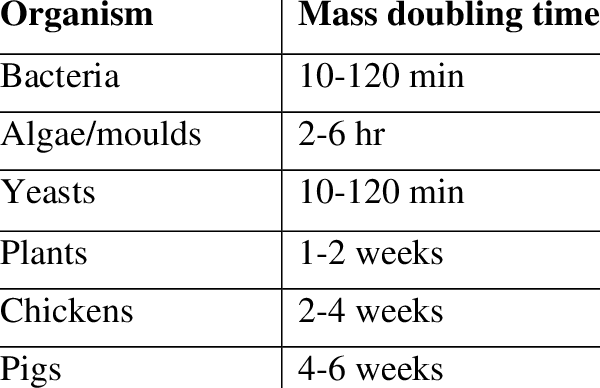 Organism Mass doubling time
Bacteria 10-120 min
Algae/moulds 2-6 hr
Yeasts 10-120 min
Plants 1-2 weeks
Chickens 2-4 weeks
Pigs 4-6 weeks